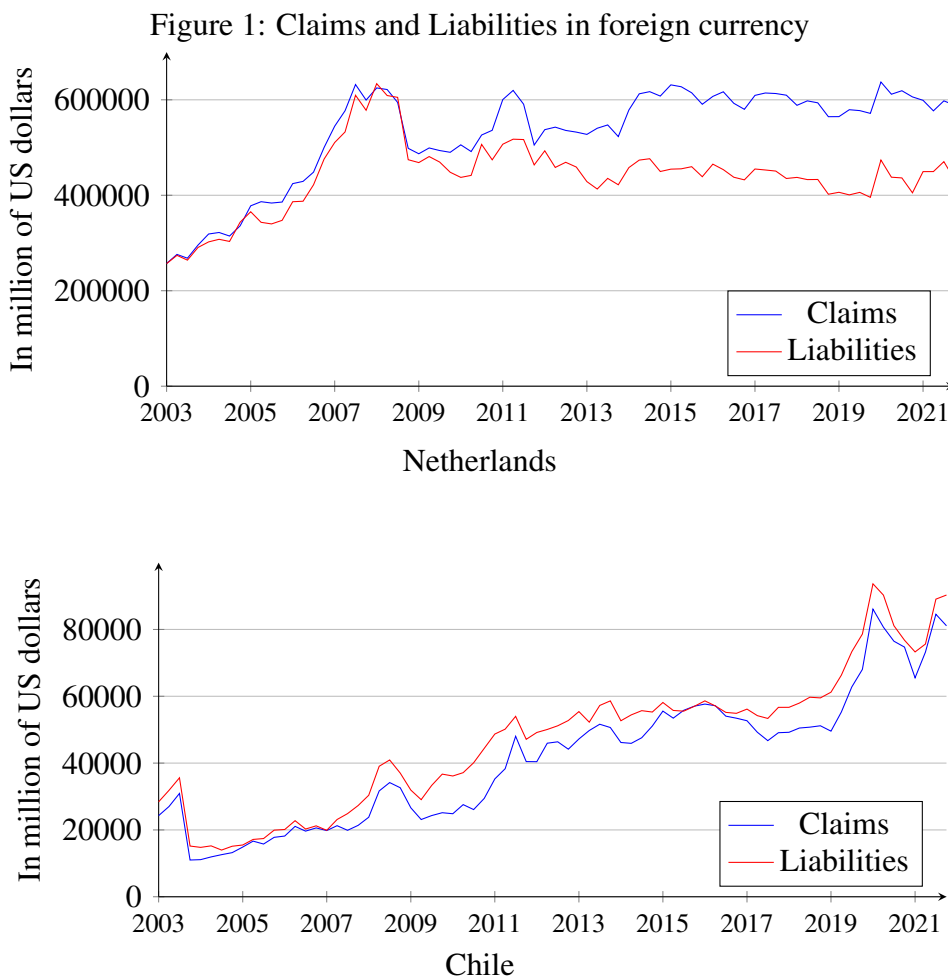 Figure 1: Claims and Liabilities in foreign currency
In million of US dollars
600000
400000
200000
0
Claims
Liabilities
2003 2005 2007 2009 2011 2013 2015 2017 2019 2021
Netherlands
In million of US dollars
80000
60000
40000
20000
0
Claims
Liabilities
2003 2005 2007 2009 2011 2013 2015 2017 2019 2021
Chile